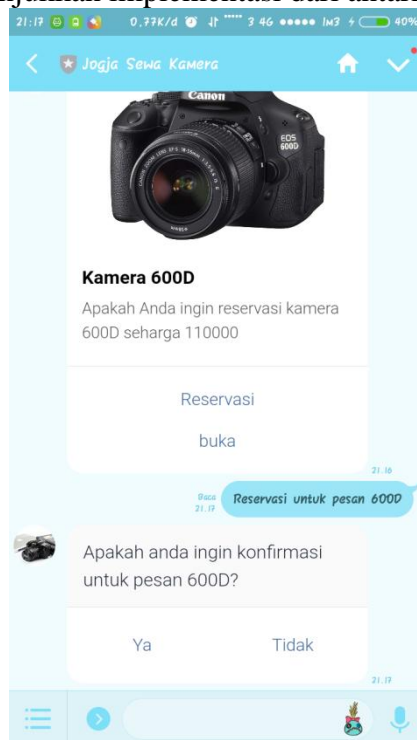 21:17 0,77K/d 3 4G IM3 40%
Jogja Sewa Kamera
Canon
EOS
600D
Kamera 600D
Apakah Anda ingin reservasi kamera
600D seharga 110000
Reservasi
buka
21.16
Baca
21.17
Reservasi untuk pesan 600D
Apakah anda ingin konfirmasi
untuk pesan 600D?
Ya Tidak
21.17